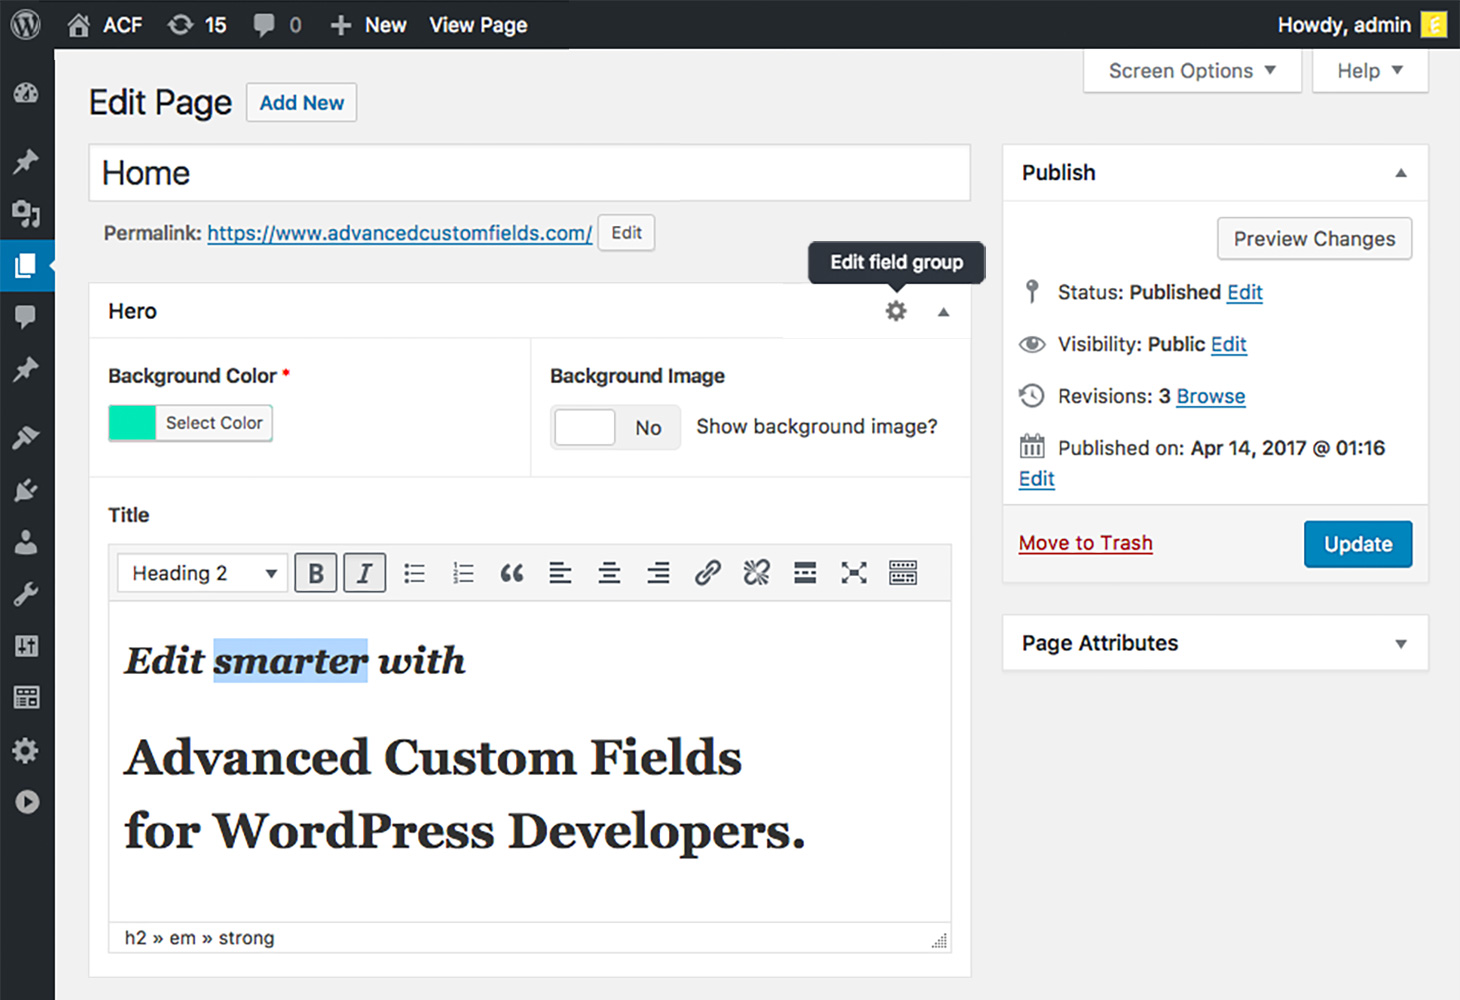 ACF 15 0 New View Page Howdy, admin E
Screen Options Help
Edit Page Add New
Home
Permalink: https://www.advancedcustomfields.com/ Edit
Edit field group
Hero
Background Color *
Select Color
Background Image
No Show background image?
Title
Heading 2 B I
Edit smarter with
Advanced Custom Fields
for WordPress Developers.
h2 » em » strong
Publish
Preview Changes
Status: Published Edit
Visibility: Public Edit
Revisions: 3 Browse
Published on: Apr 14, 2017 @ 01:16
Edit
Move to Trash Update
Page Attributes